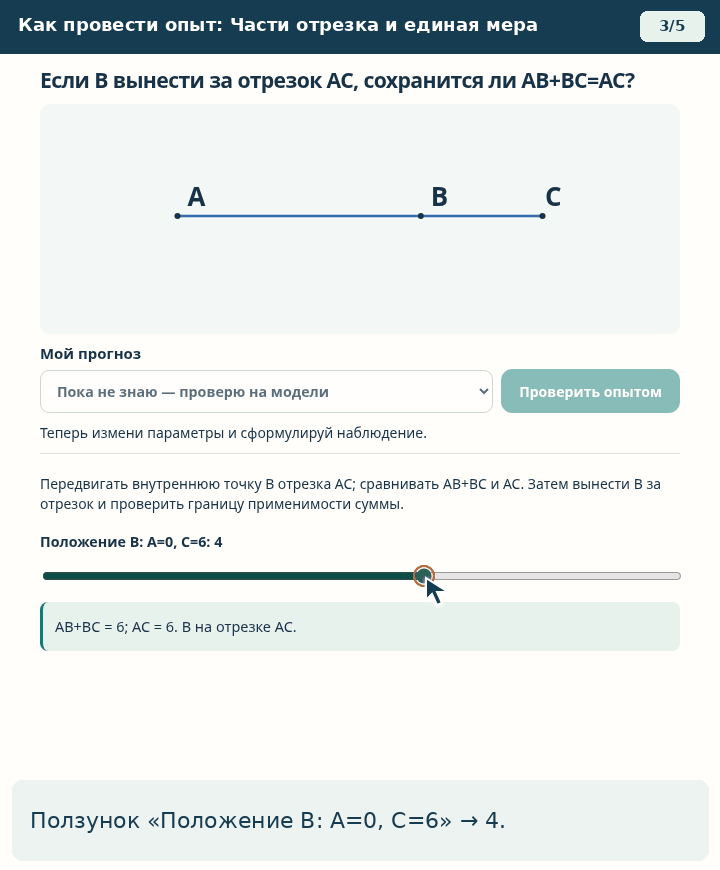 Как провести опыт: Части отрезка и единая мера
3/5
Если B вынести за отрезок AC, сохранится ли AB+BC=AC?
A B C
Мой прогноз
Пока не знаю — проверю на модели
Проверить опытом
Теперь измени параметры и сформулируй наблюдение.
Передвигать внутреннюю точку B отрезка AC; сравнивать AB+BC и AC. Затем вынести B за
отрезок и проверить границу применимости суммы.
Положение B: A=0, C=6: 4
AB+BC = 6; AC = 6. B на отрезке AC.
Ползунок «Положение B: A=0, C=6» → 4.